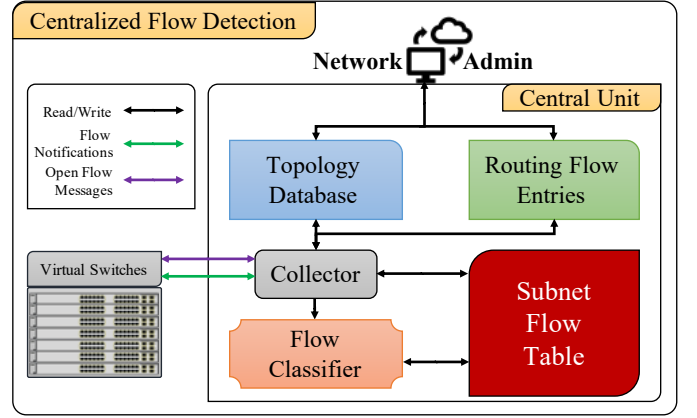 Centralized Flow Detection
Network Admin
Central Unit
Read/Write
Flow
Notifications
Open Flow
Messages
Topology
Database
Routing Flow
Entries
Virtual Switches
Collector
Subnet
Flow
Table
Flow
Classifier